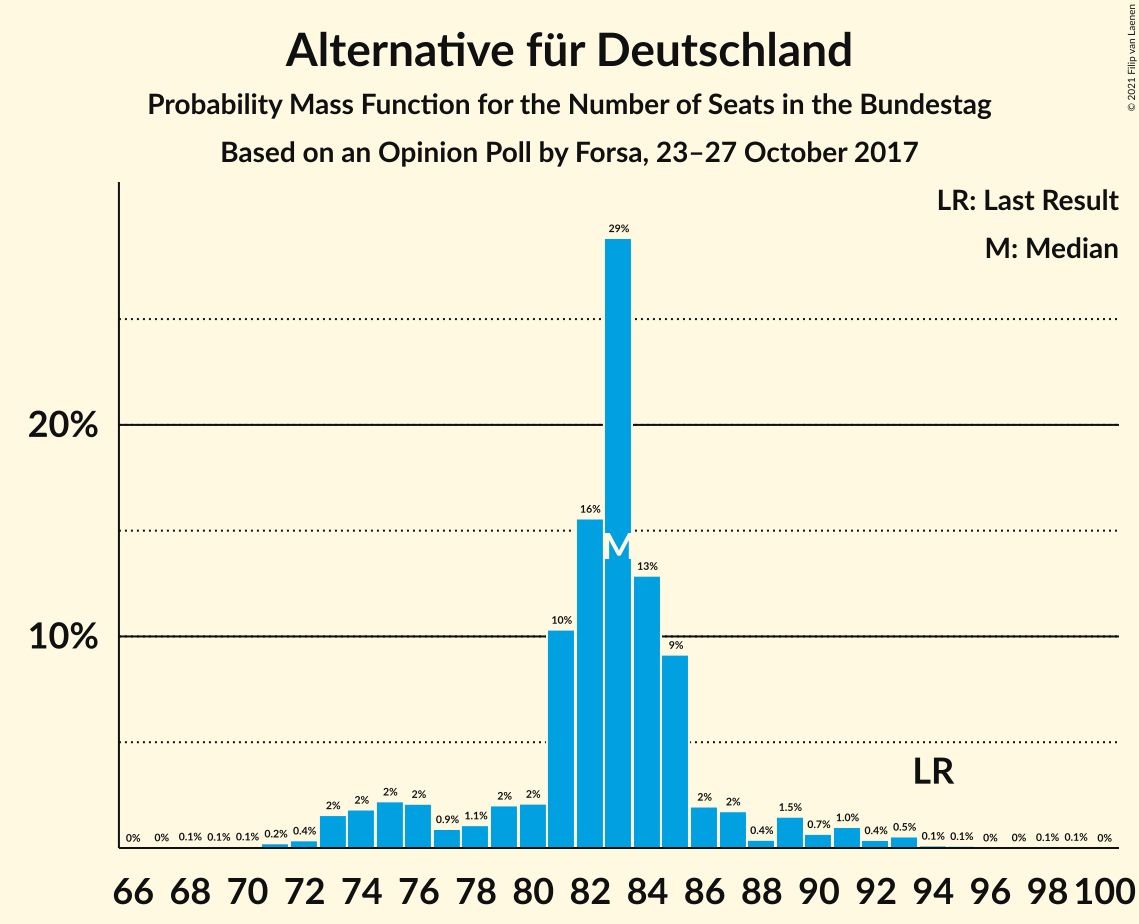 Alternative für Deutschland
Probability Mass Function for the Number of Seats in the Bundestag
Based on an Opinion Poll by Forsa, 23–27 October 2017
© 2021 Filip van Laenen
LR: Last Result
M: Median
20%
10%
0% 0% 0.1% 0.1% 0.1% 0.2% 0.4% 2% 2% 2% 2% 0.9% 1.1% 2% 2% 10% 16% 29% 13% 9% 2% 2% 0.4% 1.5% 0.7% 1.0% 0.4% 0.5% 0.1% 0.1% 0% 0% 0.1% 0.1% 0%
M
LR
66 68 70 72 74 76 78 80 82 84 86 88 90 92 94 96 98 100